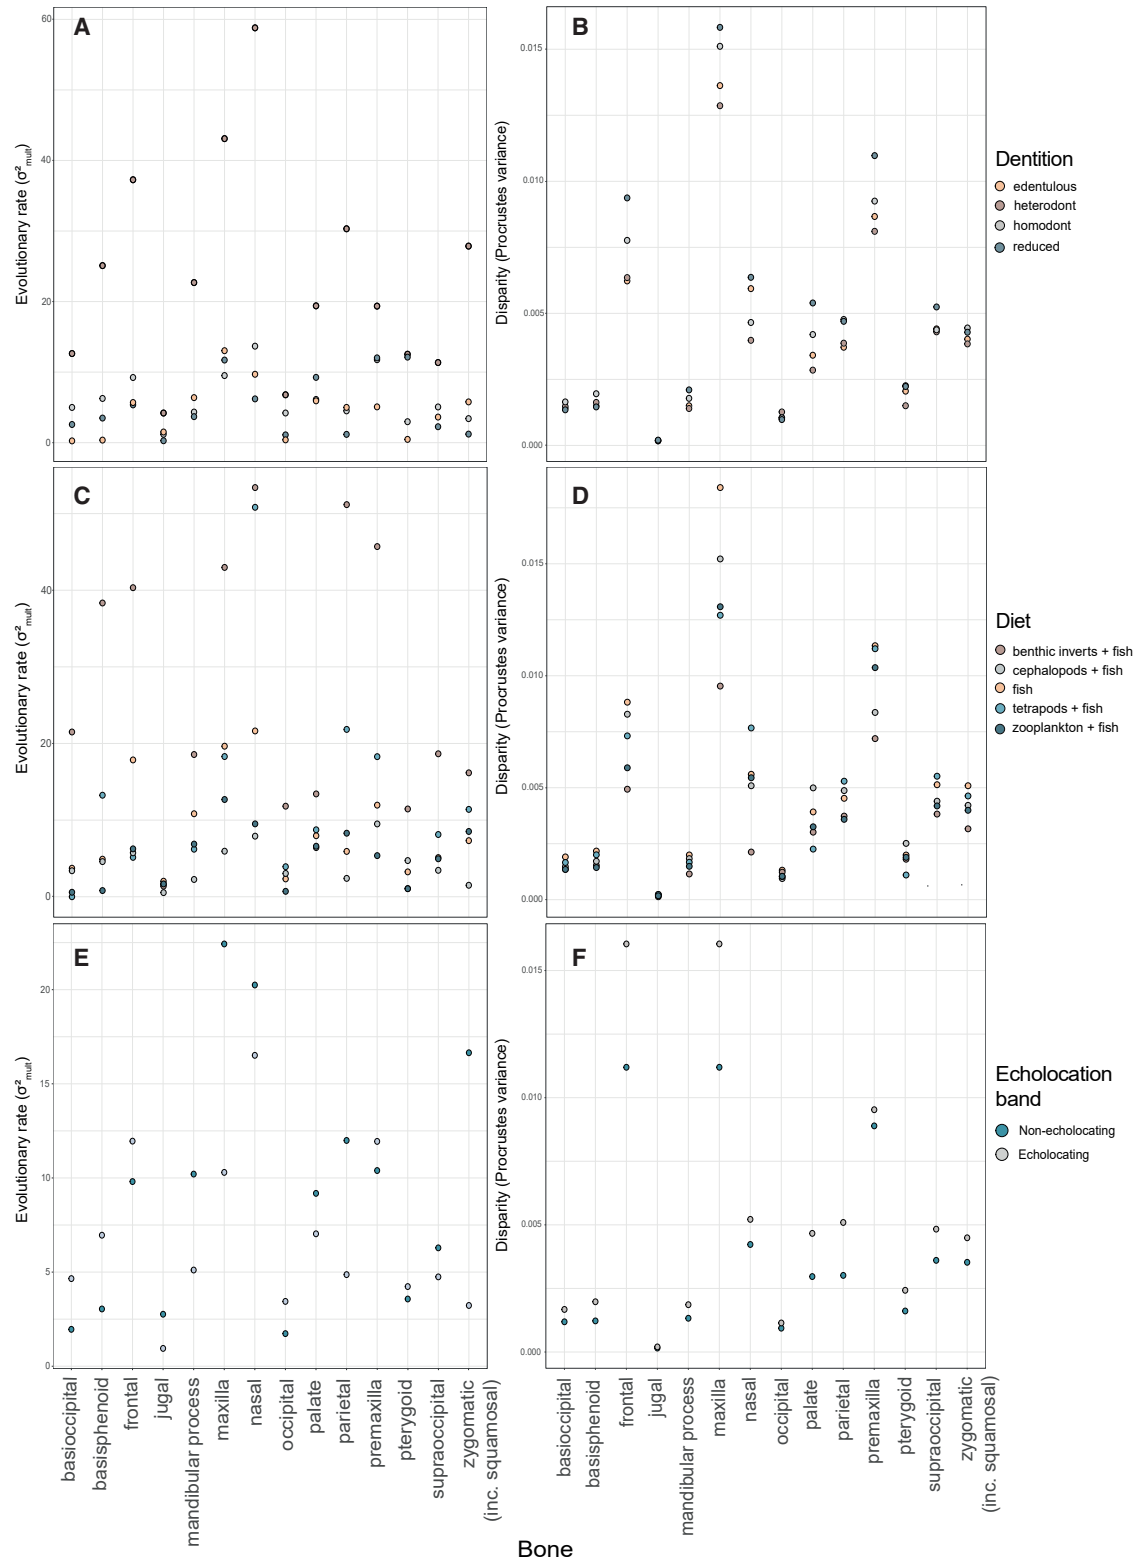 A
60
40
20
0
Evolutionary rate (σ²mult)
B
0.015
0.010
0.005
0.000
Disparity (Procrustes variance)
Dentition
edentulous
heterodont
homodont
reduced
C
40
20
0
Evolutionary rate (σ²mult)
D
0.015
0.010
0.005
0.000
Disparity (Procrustes variance)
Diet
benthic inverts + fish
cephalopods + fish
fish
tetrapods + fish
zooplankton + fish
E
20
15
10
5
0
Evolutionary rate (σ²mult)
F
0.015
0.010
0.005
0.000
Disparity (Procrustes variance)
Echolocation
band
Non-echolocating
Echolocating
basioccipital
basisphenoid
frontal
jugal
mandibular process
maxilla
nasal
occipital
palate
parietal
premaxilla
pterygoid
supraoccipital
zygomatic
(inc. squamosal)
basioccipital
basisphenoid
frontal
jugal
mandibular process
maxilla
nasal
occipital
palate
parietal
premaxilla
pterygoid
supraoccipital
zygomatic
(inc. squamosal)
Bone